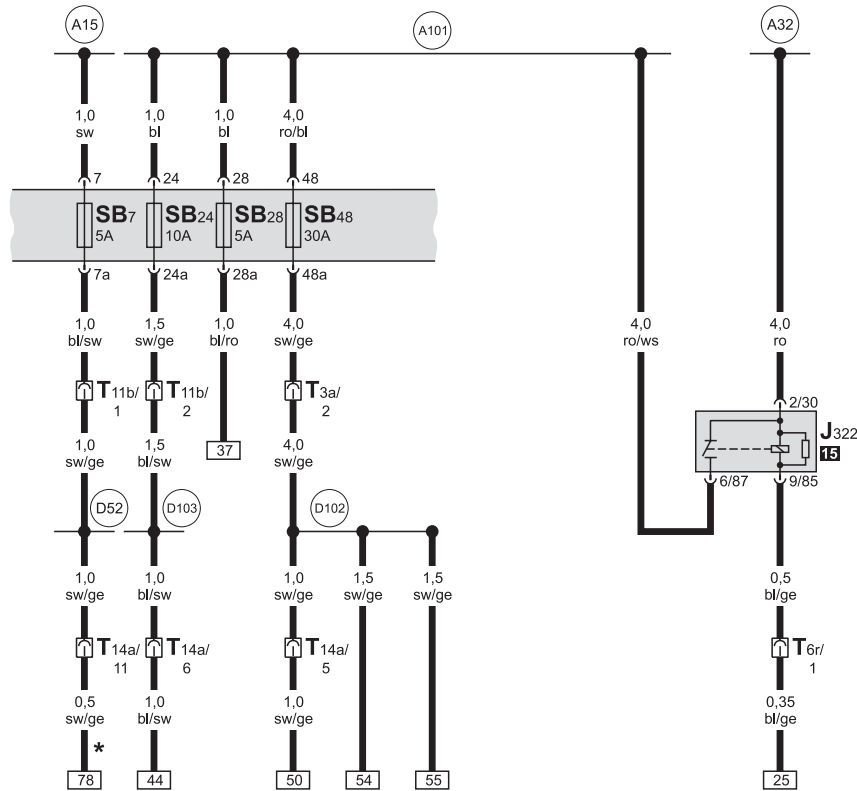 A15 A101 A32
1,0 1,0 1,0 4,0
sw bl bl ro/bl
7 24 28 48
SB7 SB24 SB28 SB48
5A 10A 5A 30A
7a 24a 28a 48a
1,0 1,5 1,0 4,0 4,0 4,0
bl/sw sw/ge bl/ro sw/ge ro/ws ro
T11b/ T11b/ T3a/
1 2 2
2/30
J322
15
1,0 1,5 37 4,0
sw/ge bl/sw sw/ge
6/87 9/85
D52 D103 D102
1,0 1,0 1,0 1,5 1,5 0,5
sw/ge bl/sw sw/ge sw/ge sw/ge bl/ge
T14a/ T14a/ T14a/ T6r/
11 6 5 1
0,5 1,0 1,0 0,35
sw/ge bl/sw sw/ge bl/ge
*
78 44 50 54 55 25